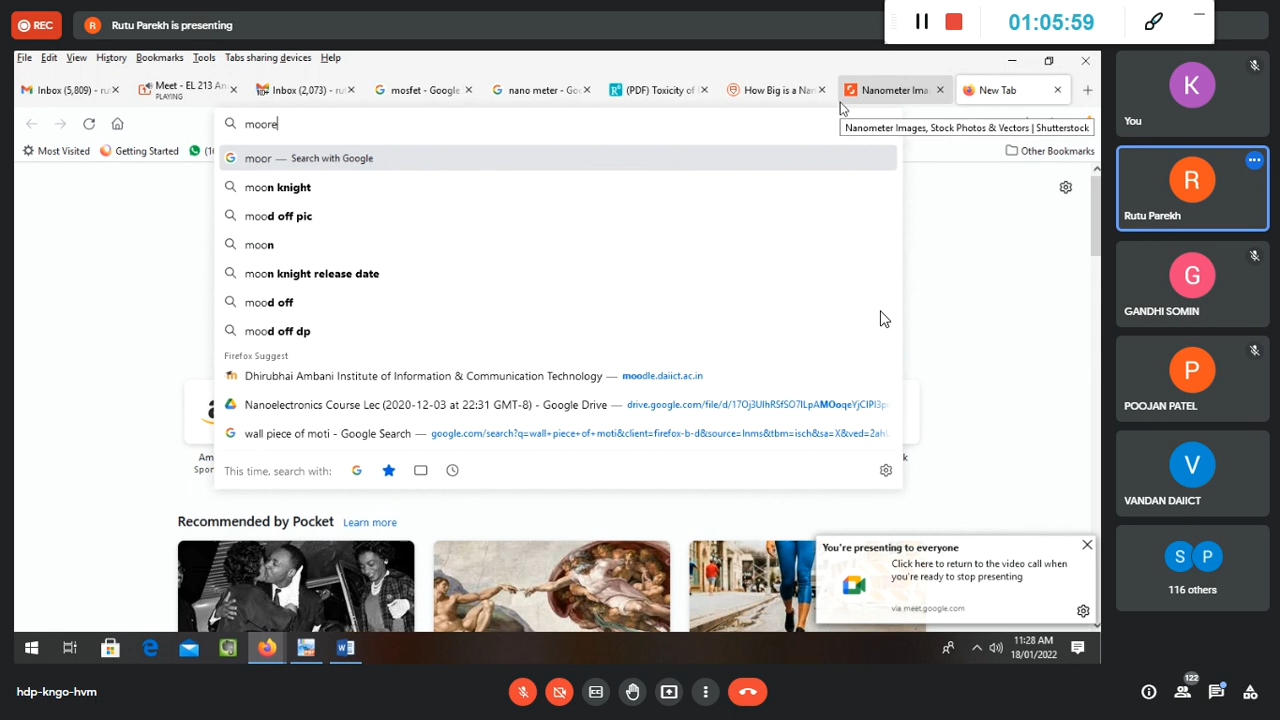 REC
R Rutu Parekh is presenting
01:05:59
File Edit View History Bookmarks Tools Tabs sharing devices Help
Inbox (5,809) - ru
Meet - EL 213 An
PLAYING
Inbox (2,073) - ru
mosfet - Google
nano meter - Goo
(PDF) Toxicity of
How Big is a Nan
Nanometer Ima
New Tab
moore
Nanometer Images, Stock Photos & Vectors | Shutterstock
Most Visited Getting Started Other Bookmarks
moor — Search with Google
moon knight
mood off pic
moon
moon knight release date
mood off
mood off dp
Firefox Suggest
Dhirubhai Ambani Institute of Information & Communication Technology — moodle.daiict.ac.in
Nanoelectronics Course Lec (2020-12-03 at 22:31 GMT-8) - Google Drive —
wall piece of moti - Google Search — google.com/search?q=wall+piece+of+moti&client=firefox-b-d&source=lnms&tbm=isch&sa=X&ved=2ah
This time, search with:
Am
Spon
k
Recommended by Pocket Learn more
You're presenting to everyone
Click here to return to the video call when
you're ready to stop presenting
via meet.google.com
11:28 AM
18/01/2022
K
You
R
Rutu Parekh
G
GANDHI SOMIN
P
POOJAN PATEL
V
VANDAN DAIICT
S P
116 others
hdp-kngo-hvm
122